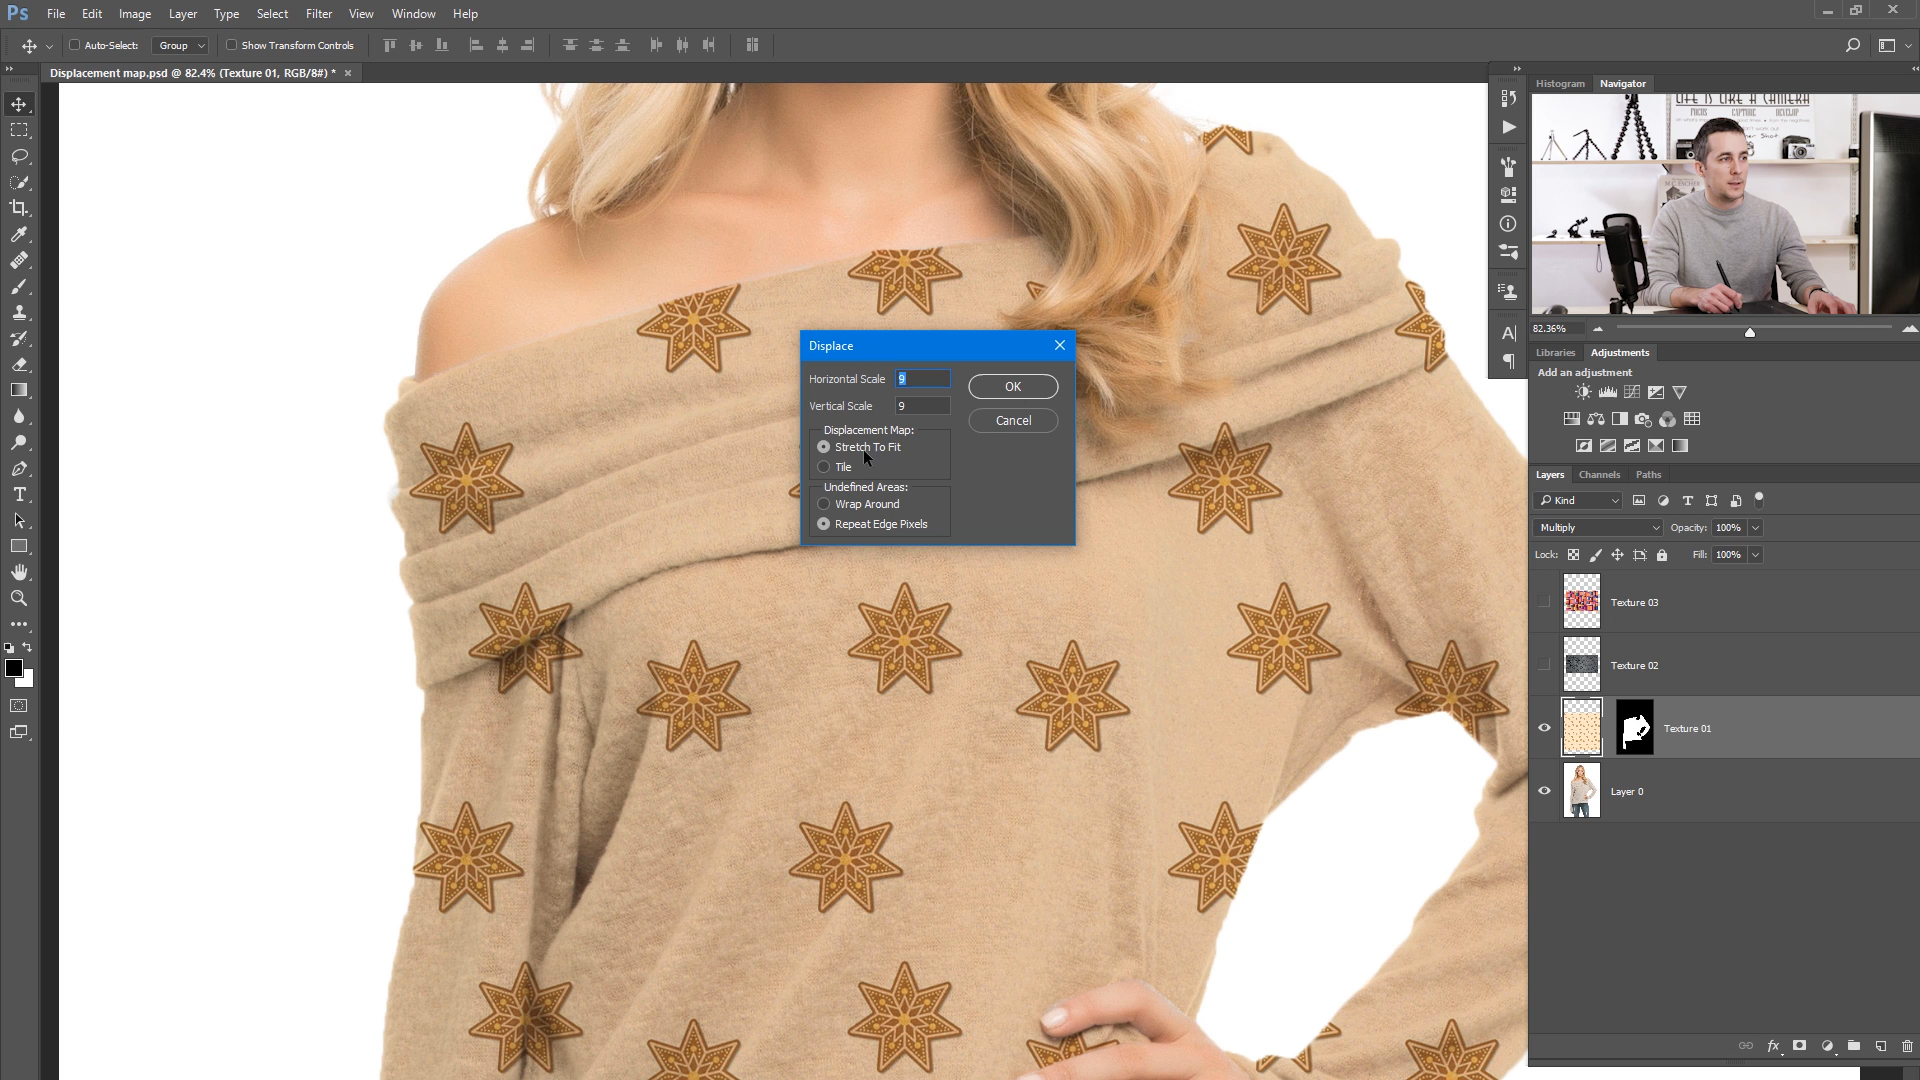 Ps File Edit Image Layer Type Select Filter View Window Help
Auto-Select: Group Show Transform Controls
Displacement map.psd @ 82.4% (Texture 01, RGB/8#) *
Histogram Navigator
LIFE IS LIKE A CAMERA
FOCUS CAPTURE DEVELOP
82.36%
Libraries Adjustments
Add an adjustment
Displace
Horizontal Scale 9
Vertical Scale 9
OK
Cancel
Displacement Map:
Stretch To Fit
Tile
Undefined Areas:
Wrap Around
Repeat Edge Pixels
Layers Channels Paths
Kind
Multiply Opacity: 100%
Lock: Fill: 100%
Texture 03
Texture 02
Texture 01
Layer 0